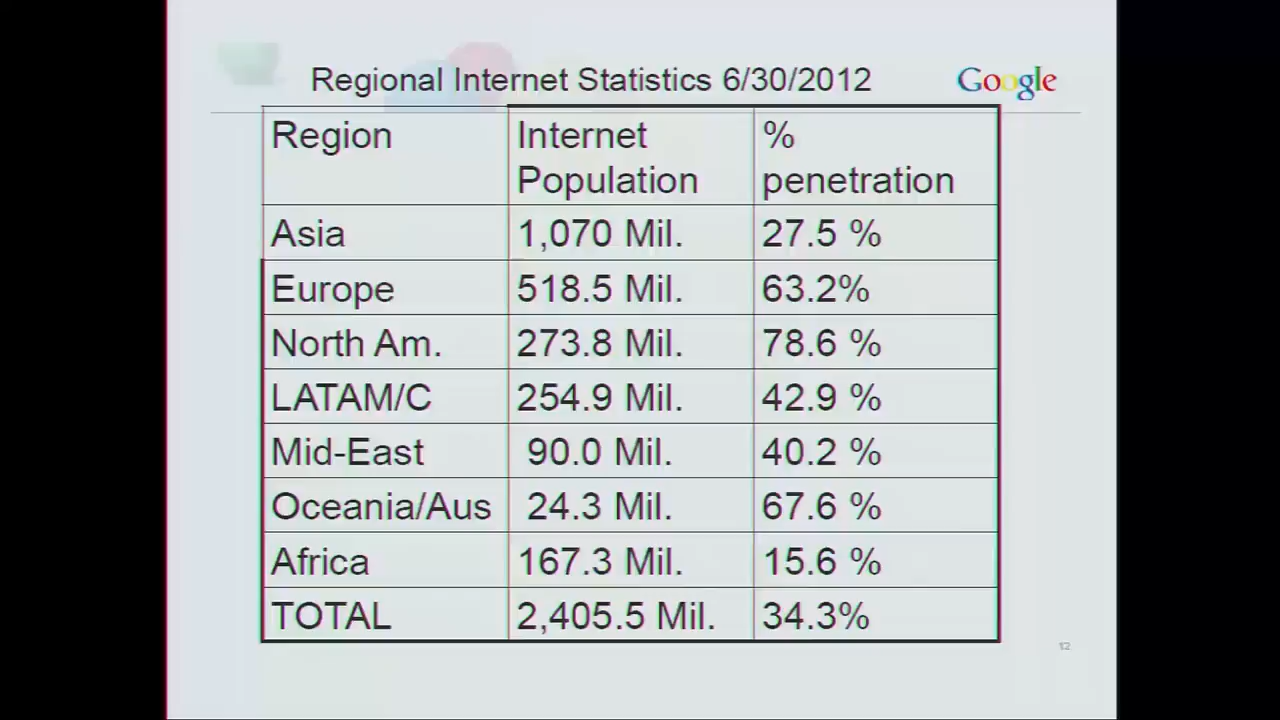 Regional Internet Statistics 6/30/2012
Google
Region Internet Population % penetration
Asia 1,070 Mil. 27.5 %
Europe 518.5 Mil. 63.2%
North Am. 273.8 Mil. 78.6 %
LATAM/C 254.9 Mil. 42.9 %
Mid-East 90.0 Mil. 40.2 %
Oceania/Aus 24.3 Mil. 67.6 %
Africa 167.3 Mil. 15.6 %
TOTAL 2,405.5 Mil. 34.3%
12